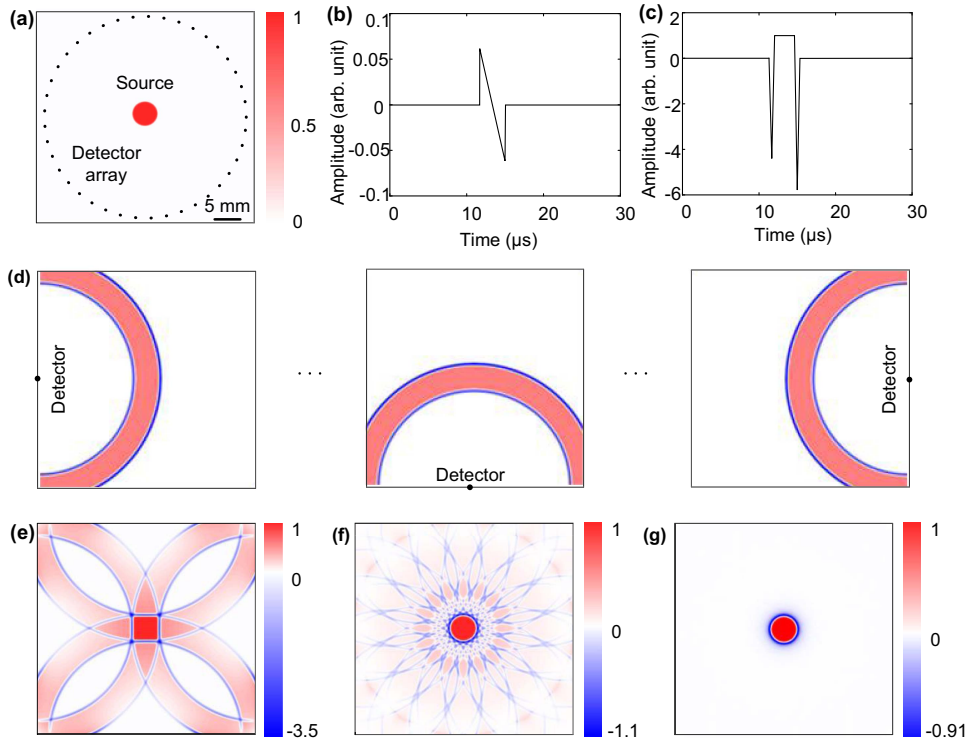 (a)
Source
Detector
array
5 mm
1
0.5
0
(b)
Amplitude (arb. unit)
0.1
0.05
0
-0.05
-0.1
0
10
20
30
Time (μs)
(c)
Amplitude (arb. unit)
2
0
-2
-4
-6
0
10
20
30
Time (μs)
(d)
Detector
. . .
Detector
. . .
Detector
(e)
1
0
-3.5
(f)
1
0
-1.1
(g)
1
0
-0.91